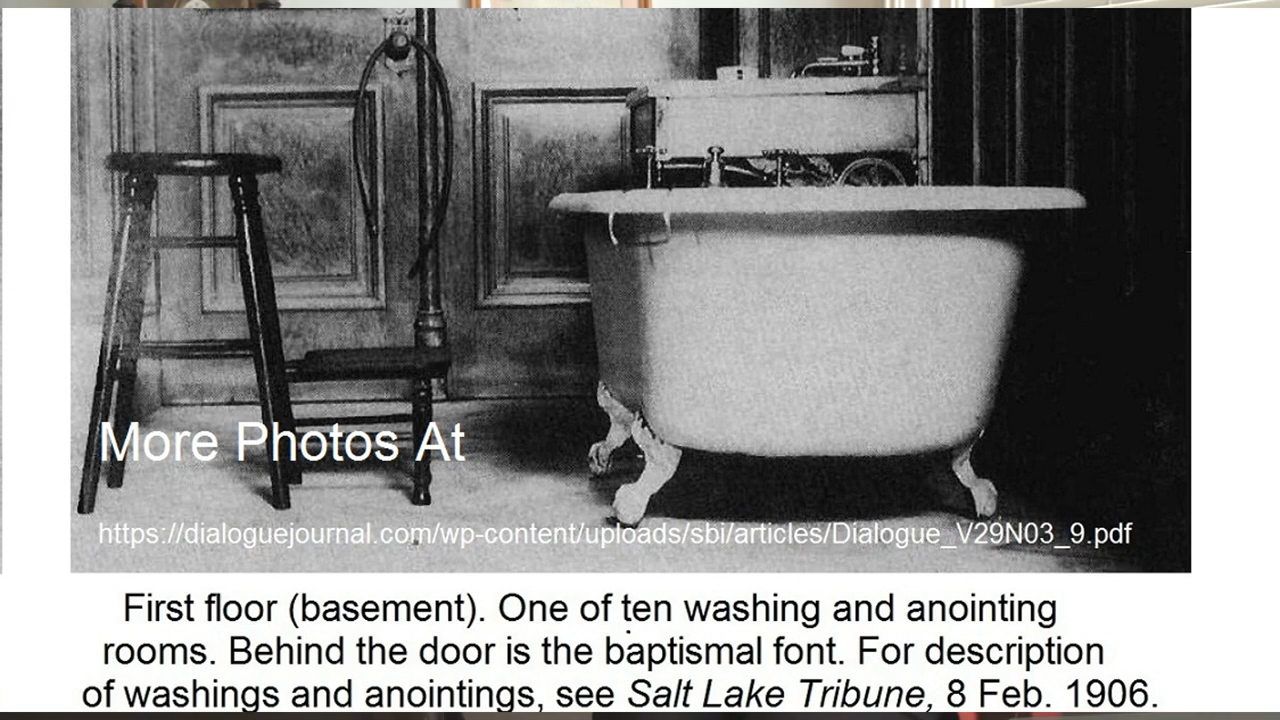 More Photos At
https://dialoguejournal.com/wp-content/uploads/sbi/articles/Dialogue_V29N03_9.pdf
First floor (basement). One of ten washing and anointing
rooms. Behind the door is the baptismal font. For description
of washings and anointings, see Salt Lake Tribune, 8 Feb. 1906.